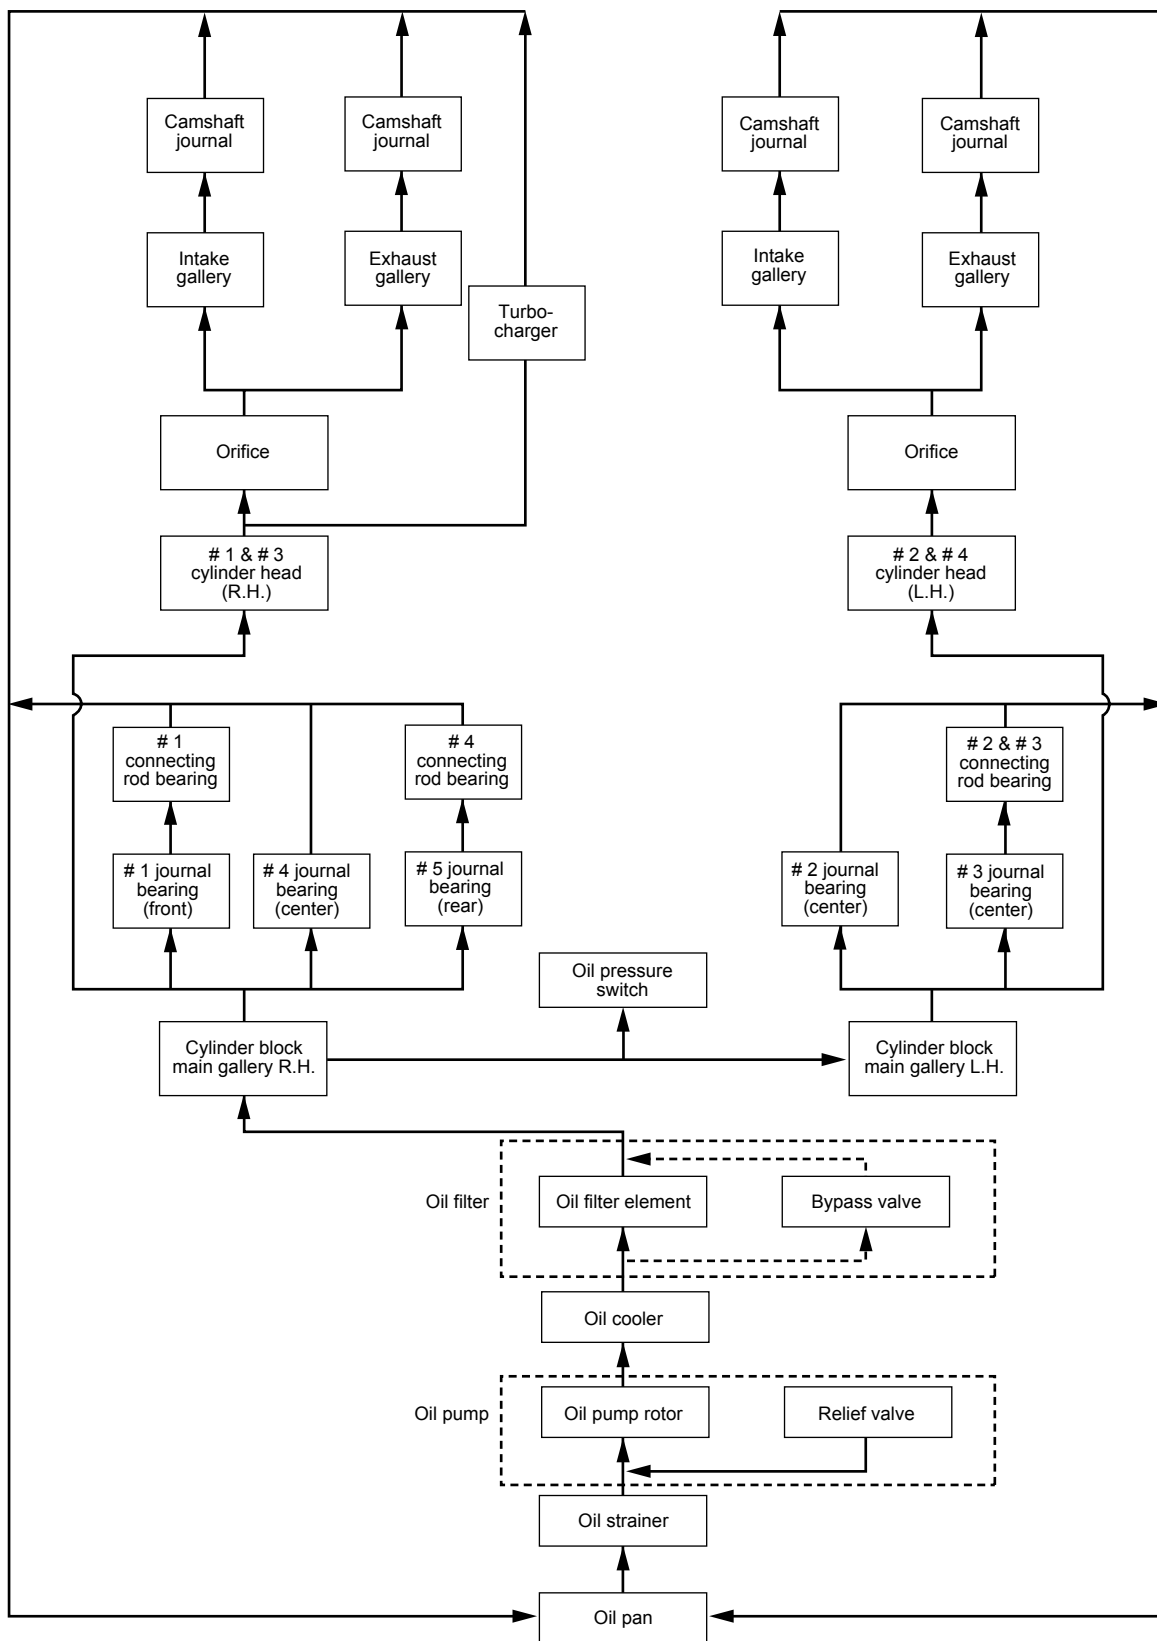 Camshaft
journal
Camshaft
journal
Camshaft
journal
Camshaft
journal
Intake
gallery
Exhaust
gallery
Intake
gallery
Exhaust
gallery
Turbo-
charger
Orifice
Orifice
# 1 & # 3
cylinder head
(R.H.)
# 2 & # 4
cylinder head
(L.H.)
# 1
connecting
rod bearing
# 4
connecting
rod bearing
# 2 & # 3
connecting
rod bearing
# 1 journal
bearing
(front)
# 4 journal
bearing
(center)
# 5 journal
bearing
(rear)
# 2 journal
bearing
(center)
# 3 journal
bearing
(center)
Oil pressure
switch
Cylinder block
main gallery R.H.
Cylinder block
main gallery L.H.
Oil filter
Oil filter element
Bypass valve
Oil cooler
Oil pump
Oil pump rotor
Relief valve
Oil strainer
Oil pan